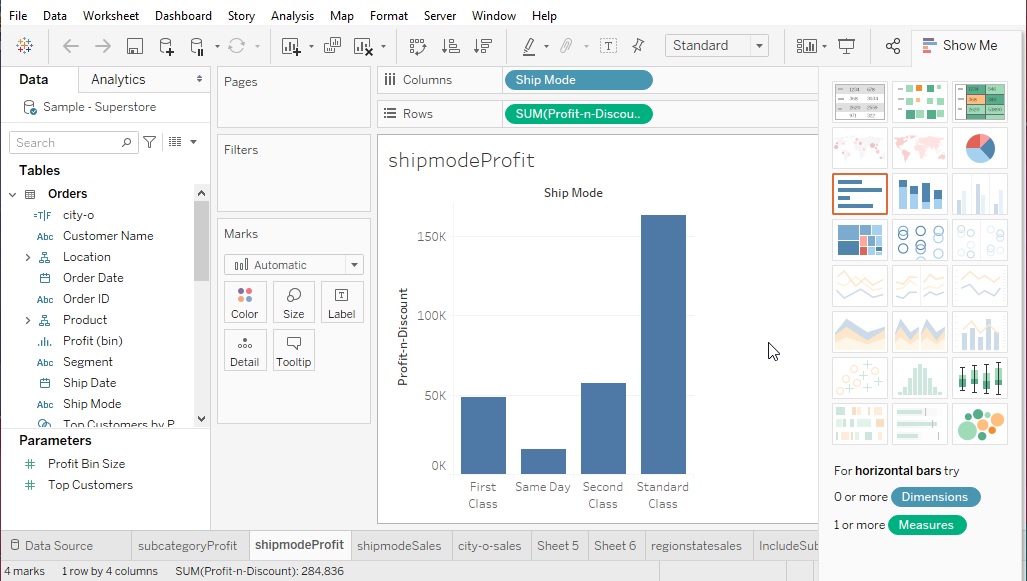 File Data Worksheet Dashboard Story Analysis Map Format Server Window Help
Standard
Show Me
Data Analytics
Sample - Superstore
Search
Tables
Orders
=T|F city-o
Abc Customer Name
Location
Order Date
Abc Order ID
Product
Profit (bin)
Abc Segment
Ship Date
Abc Ship Mode
Top Customers by P
Parameters
Profit Bin Size
Top Customers
Pages
Filters
Marks
Automatic
Color Size Label
Detail Tooltip
Columns Ship Mode
Rows SUM(Profit-n-Discou..
shipmodeProfit
Ship Mode
Profit-n-Discount
150K
100K
50K
0K
First Class
Same Day
Second Class
Standard Class
For horizontal bars try
0 or more Dimensions
1 or more Measures
Data Source subcategoryProfit shipmodeProfit shipmodeSales city-o-sales Sheet 5 Sheet 6 regionstatesales IncludeSub
4 marks 1 row by 4 columns SUM(Profit-n-Discount): 284,836